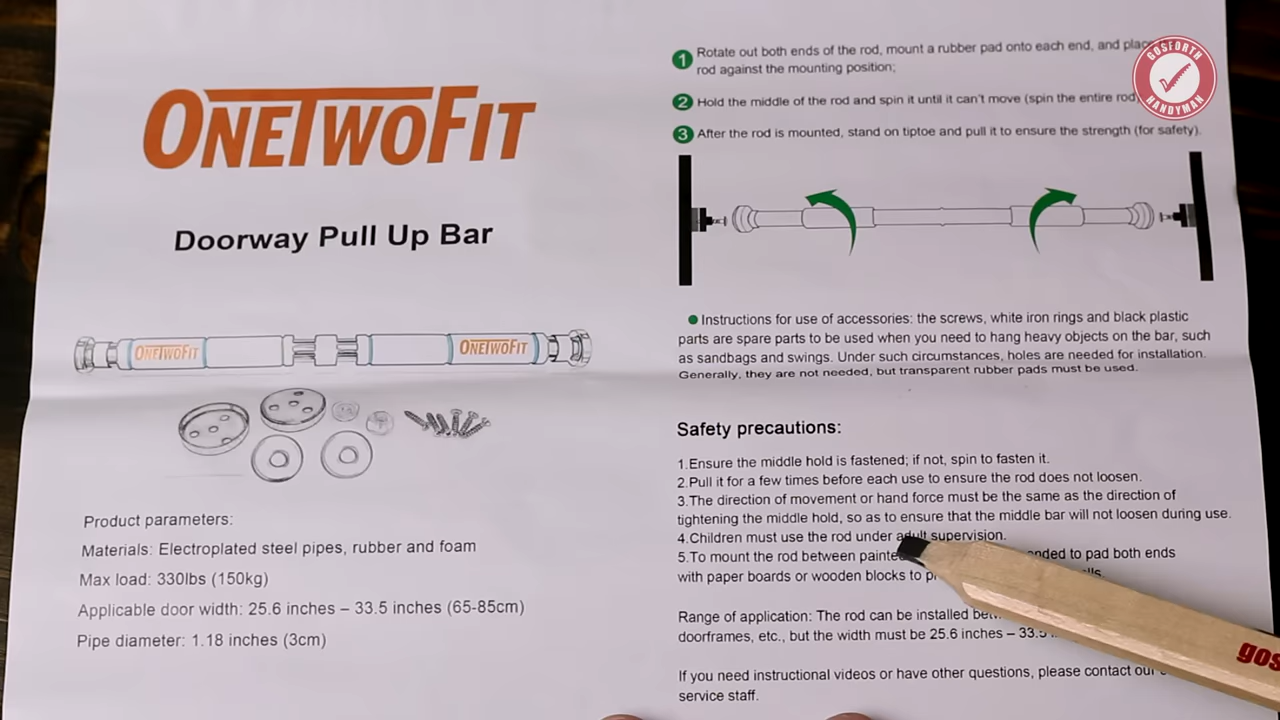 ONETWOFIT
Doorway Pull Up Bar
ONETWOFIT
ONETWOFIT
Product parameters:
Materials: Electroplated steel pipes, rubber and foam
Max load: 330lbs (150kg)
Applicable door width: 25.6 inches – 33.5 inches (65-85cm)
Pipe diameter: 1.18 inches (3cm)
1 Rotate out both ends of the rod, mount a rubber pad onto each end, and
rod against the mounting position;
2 Hold the middle of the rod and spin it until it can't move (spin the entire rod
3 After the rod is mounted, stand on tiptoe and pull it to ensure the strength (for safety).
● Instructions for use of accessories: the screws, white iron rings and black plastic
parts are spare parts to be used when you need to hang heavy objects on the bar, such
as sandbags and swings. Under such circumstances, holes are needed for installation.
Generally, they are not needed, but transparent rubber pads must be used.
Safety precautions:
1.Ensure the middle hold is fastened; if not, spin to fasten it.
2.Pull it for a few times before each use to ensure the rod does not loosen.
3.The direction of movement or hand force must be the same as the direction of
tightening the middle hold, so as to ensure that the middle bar will not loosen during use.
4.Children must use the rod under adult supervision.
5.To mount the rod between to pad both ends
with paper boards or wooden blocks to
Range of application: The rod can be installed
doorframes, etc., but the width must be 25.6 inches –
If you need instructional videos or have other questions, please contact our
service staff.
GOSFORTH
HANDYMAN